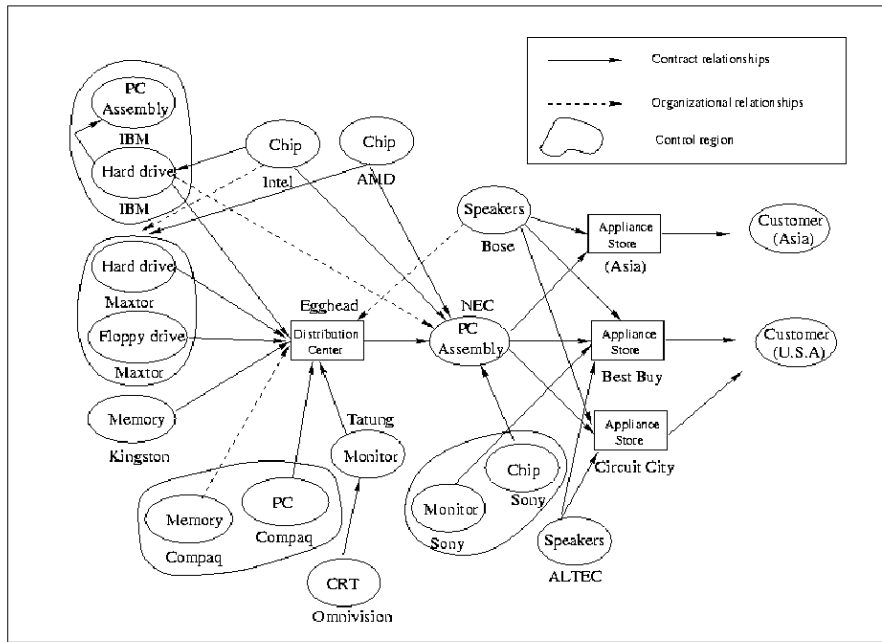 Contract relationships
Organizational relationships
Control region
PC
Assembly
IBM
Hard drive
IBM
Chip
Intel
Chip
AMD
Speakers
Bose
Appliance
Store
(Asia)
Customer
(Asia)
Hard drive
Maxtor
Floppy drive
Maxtor
Egghead
Distribution
Center
NEC
PC
Assembly
Appliance
Store
Best Buy
Customer
(U.S.A)
Memory
Kingston
Tatung
Monitor
Appliance
Store
Circuit City
Memory
Compaq
PC
Compaq
Chip
Sony
Monitor
Sony
Speakers
ALTEC
CRT
Omnivision